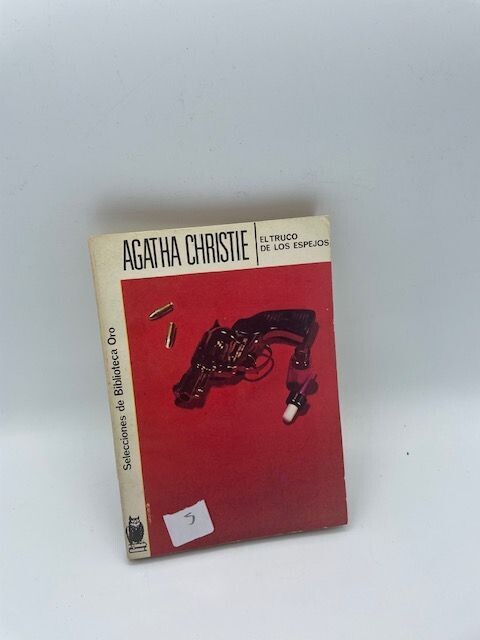 AGATHA CHRISTIE
EL TRUCO
DE LOS ESPEJOS
Selecciones de Biblioteca Oro
5